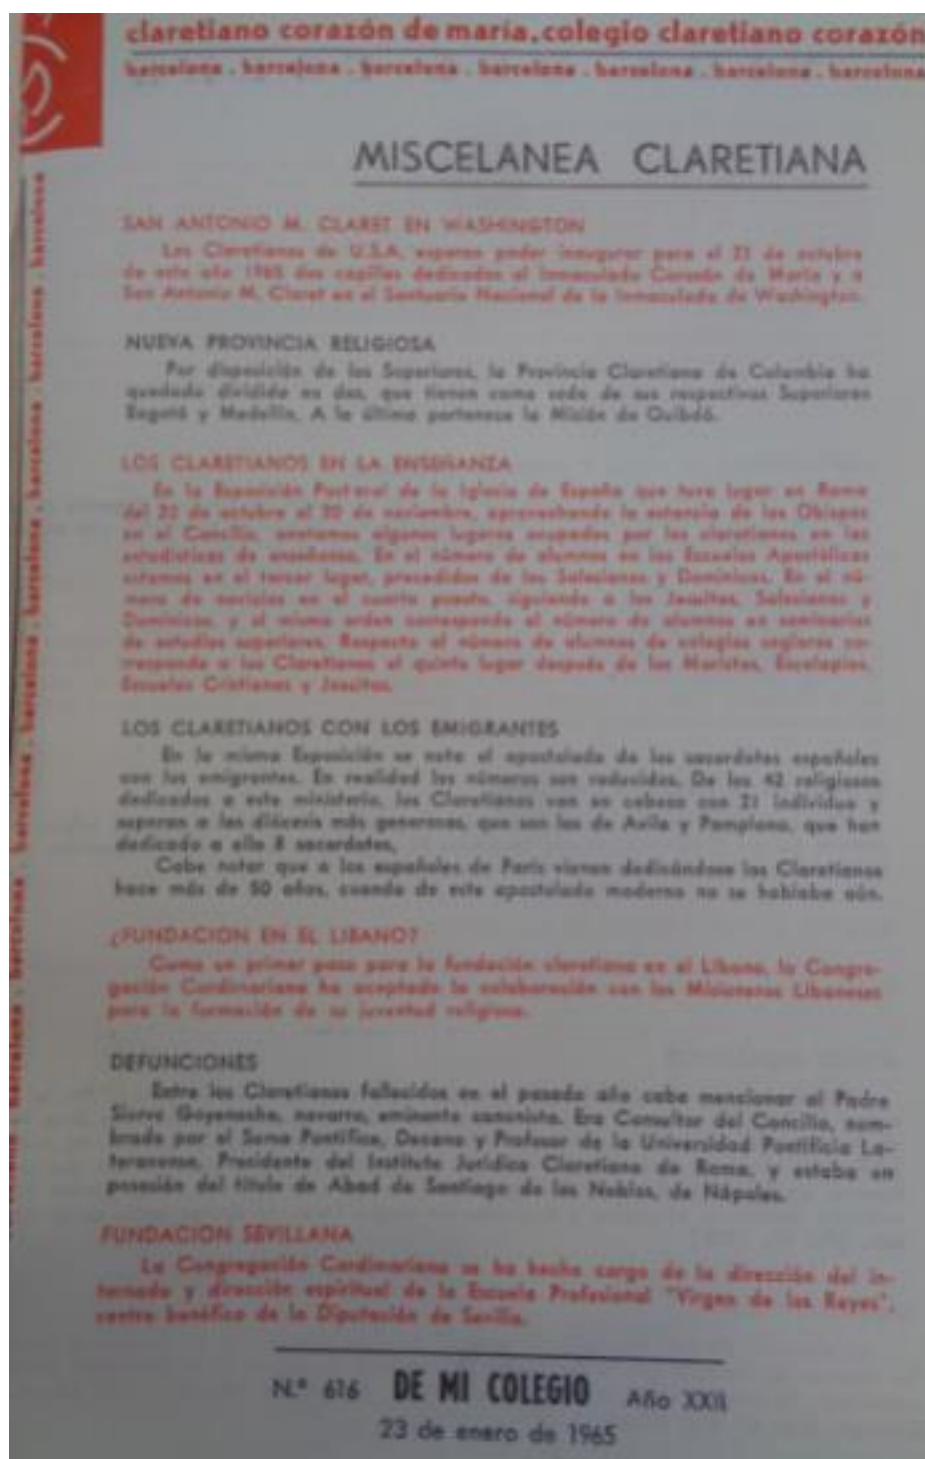 claretiano corazón de maría, colegio claretiano corazón
barcelona . barcelona . barcelona . barcelona . barcelona . barcelona . barcelona
MISCELANEA CLARETIANA
SAN ANTONIO M. CLARET EN WASHINGTON
Los Claretianos de U.S.A. esperan poder inaugurar para el de octubre
de este año 1965 dos capillas dedicadas al Inmaculado Corazón de María y a
San Antonio M. Claret en el Santuario Nacional de la Inmaculada de Washington.
NUEVA PROVINCIA RELIGIOSA
Por disposición de los Superiores, la Provincia Claretiana de Colombia ha
quedado dividida en dos, que tienen como sede de sus respectivos Superiores
Bogotá y Medellín. A la última pertenece la Misión de Quibdó.
LOS CLARETIANOS EN LA ENSEÑANZA
En la Exposición Pastoral de la Iglesia de España que tuvo lugar en Roma
del de octubre al de noviembre, aprovechando la estancia de los Obispos
en el Concilio, anotamos algunos lugares ocupados por los claretianos en las
estadísticas de enseñanza. En el número de alumnos en las Escuelas Apostólicas
estamos en el tercer lugar, precedidos de los Salesianos y Dominicos. En el nú-
mero de novicios en el cuarto puesto, siguiendo a los Jesuitas, Salesianos y
Dominicos, y el mismo orden corresponde al número de alumnos en seminarios
de estudios superiores. Respecto al número de alumnos de colegios seglares co-
rresponde a los Claretianos el quinto lugar después de los Maristas, Escolapios,
Escuelas Cristianas y Jesuitas.
LOS CLARETIANOS CON LOS EMIGRANTES
En la misma Exposición se nota el apostolado de los sacerdotes españoles
con los emigrantes. En realidad los números son reducidos. De los 42 religiosos
dedicados a este ministerio, los Claretianos van en cabeza con 21 individuo y
superan a las diócesis más generosas, que son las de Avila y Pamplona, que han
dedicado a ello 8 sacerdotes.
Cabe notar que a los españoles de París vienen dedicándose los Claretianos
hace más de 50 años, cuando de este apostolado moderno no se hablaba aún.
¿FUNDACION EN EL LIBANO?
Como un primer paso para la fundación claretiana en el Líbano, la Congre-
gación Cordimariana ha aceptado la colaboración con los Misioneros Libaneses
para la formación de su juventud religiosa.
DEFUNCIONES
Entre los Claretianos fallecidos en el pasado año cabe mencionar al Padre
Siervo Goyeneche, navarro, eminente canonista. Era Consultor del Concilio, nom-
brado por el Sumo Pontífice, Decano y Profesor de la Universidad Pontificia La-
teranense, Presidente del Instituto Jurídico Claretiano de Roma, y estaba en
posesión del título de Abad de Santiago de los Nobles, de Nápoles.
FUNDACION SEVILLANA
La Congregación Cordimariana se ha hecho cargo de la dirección del in-
ternado y dirección espiritual de la Escuela Profesional "Virgen de los Reyes",
centro benéfico de la Diputación de Sevilla.
N.º 616 DE MI COLEGIO Año XXII
23 de enero de 1965
barcelona . barcelona . barcelona . barcelona . barcelona . barcelona . barcelona